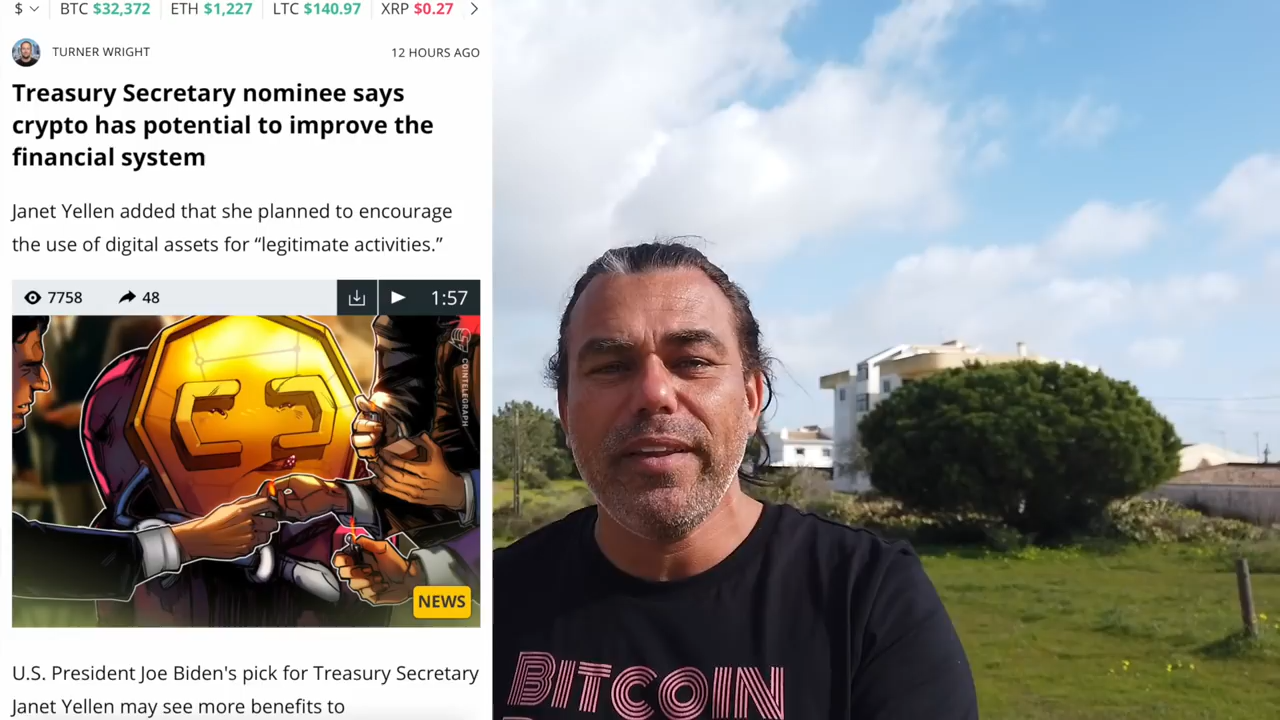 $ BTC $32,372 ETH $1,227 LTC $140.97 XRP $0.27
TURNER WRIGHT 12 HOURS AGO
Treasury Secretary nominee says
crypto has potential to improve the
financial system
Janet Yellen added that she planned to encourage
the use of digital assets for “legitimate activities.”
7758 48 1:57
COINTELEGRAPH
NEWS
U.S. President Joe Biden's pick for Treasury Secretary
Janet Yellen may see more benefits to
BITCOIN